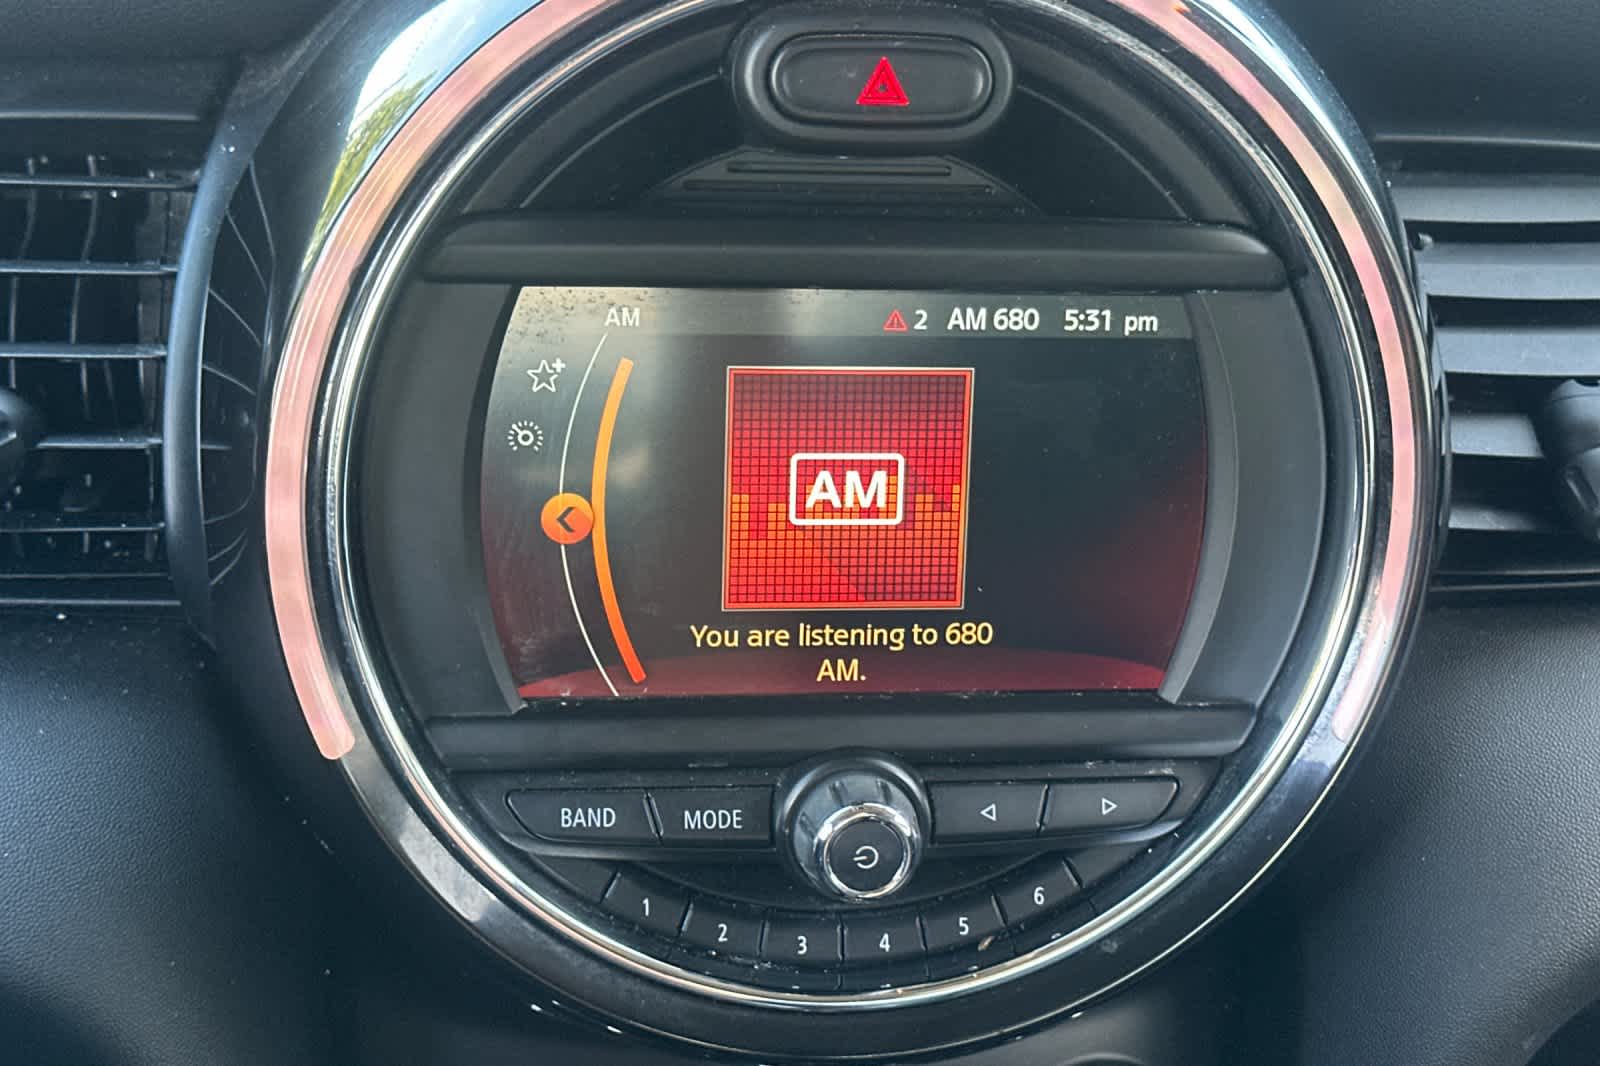 AM 2 AM 680 5:31 pm
AM
You are listening to 680
AM.
BAND MODE
1 2 3 4 5 6